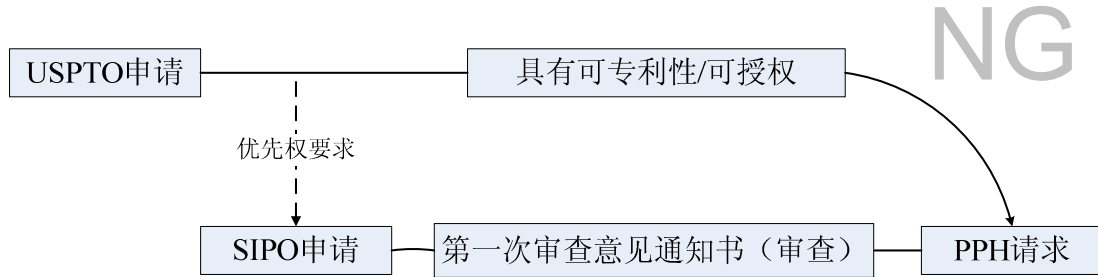 NG
USPTO申请
具有可专利性/可授权
优先权要求
SIPO申请
第一次审查意见通知书（审查）
PPH请求